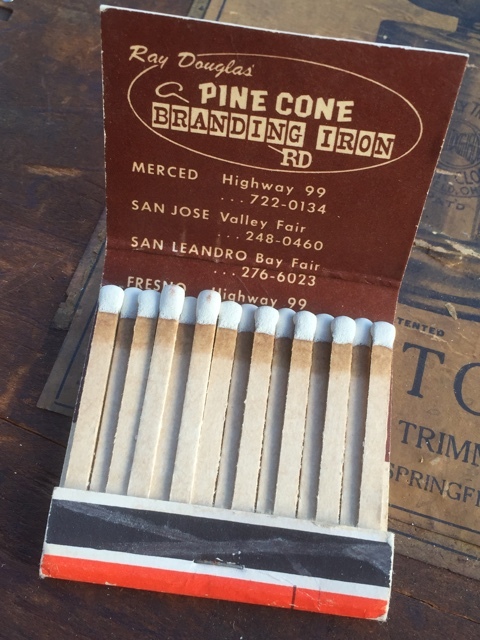 Ray Douglas'
PINE CONE
BRANDING IRON
RD
MERCED Highway 99
... 722-0134
SAN JOSE Valley Fair
... 248-0460
SAN LEANDRO Bay Fair
... 276-6023
FRESNO Highway 99
TENTED
TO
TRIMM
SPRINGFI